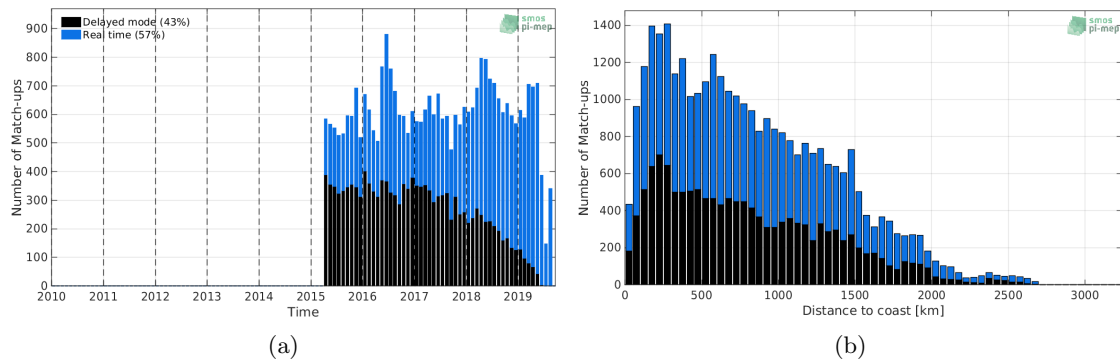 Delayed mode (43%)
Real time (57%)
smos
pi-mep
Number of Match-ups
900
800
700
600
500
400
300
200
100
0
2010 2011 2012 2013 2014 2015 2016 2017 2018 2019
Time
(a)
smos
pi-mep
Number of Match-ups
1400
1200
1000
800
600
400
200
0
0 500 1000 1500 2000 2500 3000
Distance to coast [km]
(b)